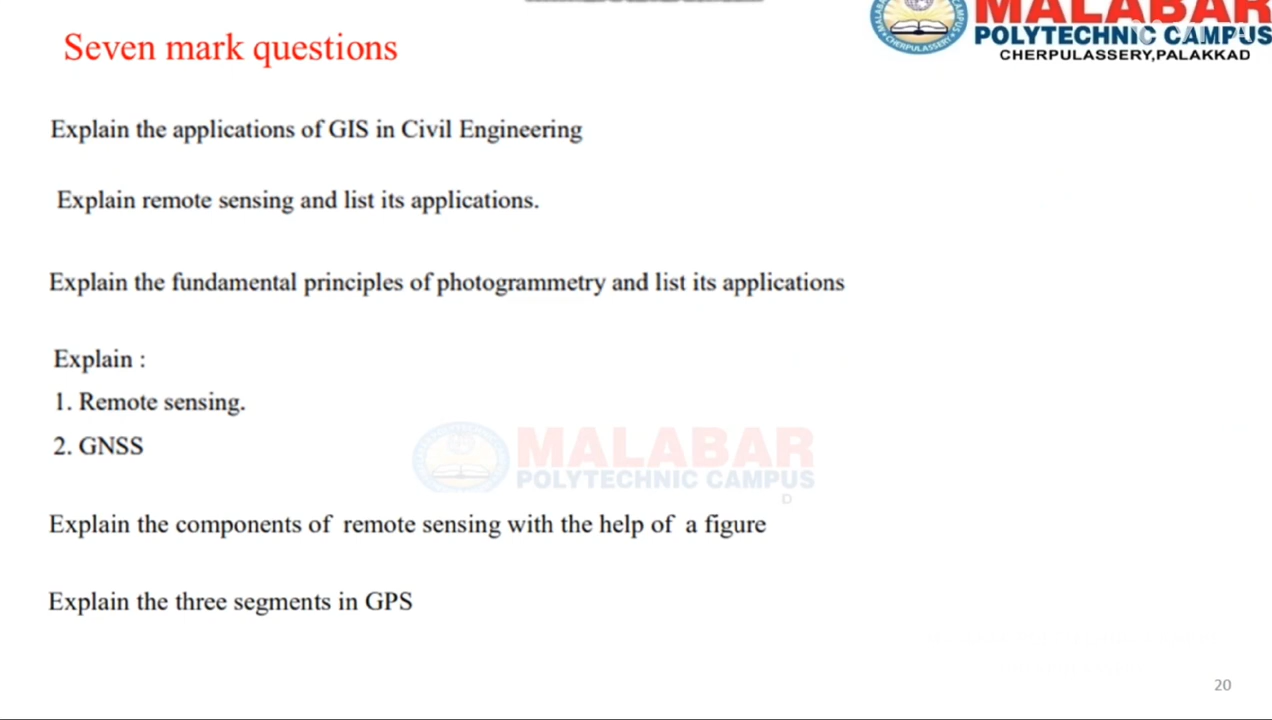 MALABAR
POLYTECHNIC CAMPUS
CHERPULASSERY,PALAKKAD
Seven mark questions
Explain the applications of GIS in Civil Engineering
Explain remote sensing and list its applications.
Explain the fundamental principles of photogrammetry and list its applications
Explain :
1. Remote sensing.
2. GNSS
MALABAR
POLYTECHNIC CAMPUS
D
Explain the components of remote sensing with the help of a figure
Explain the three segments in GPS
20